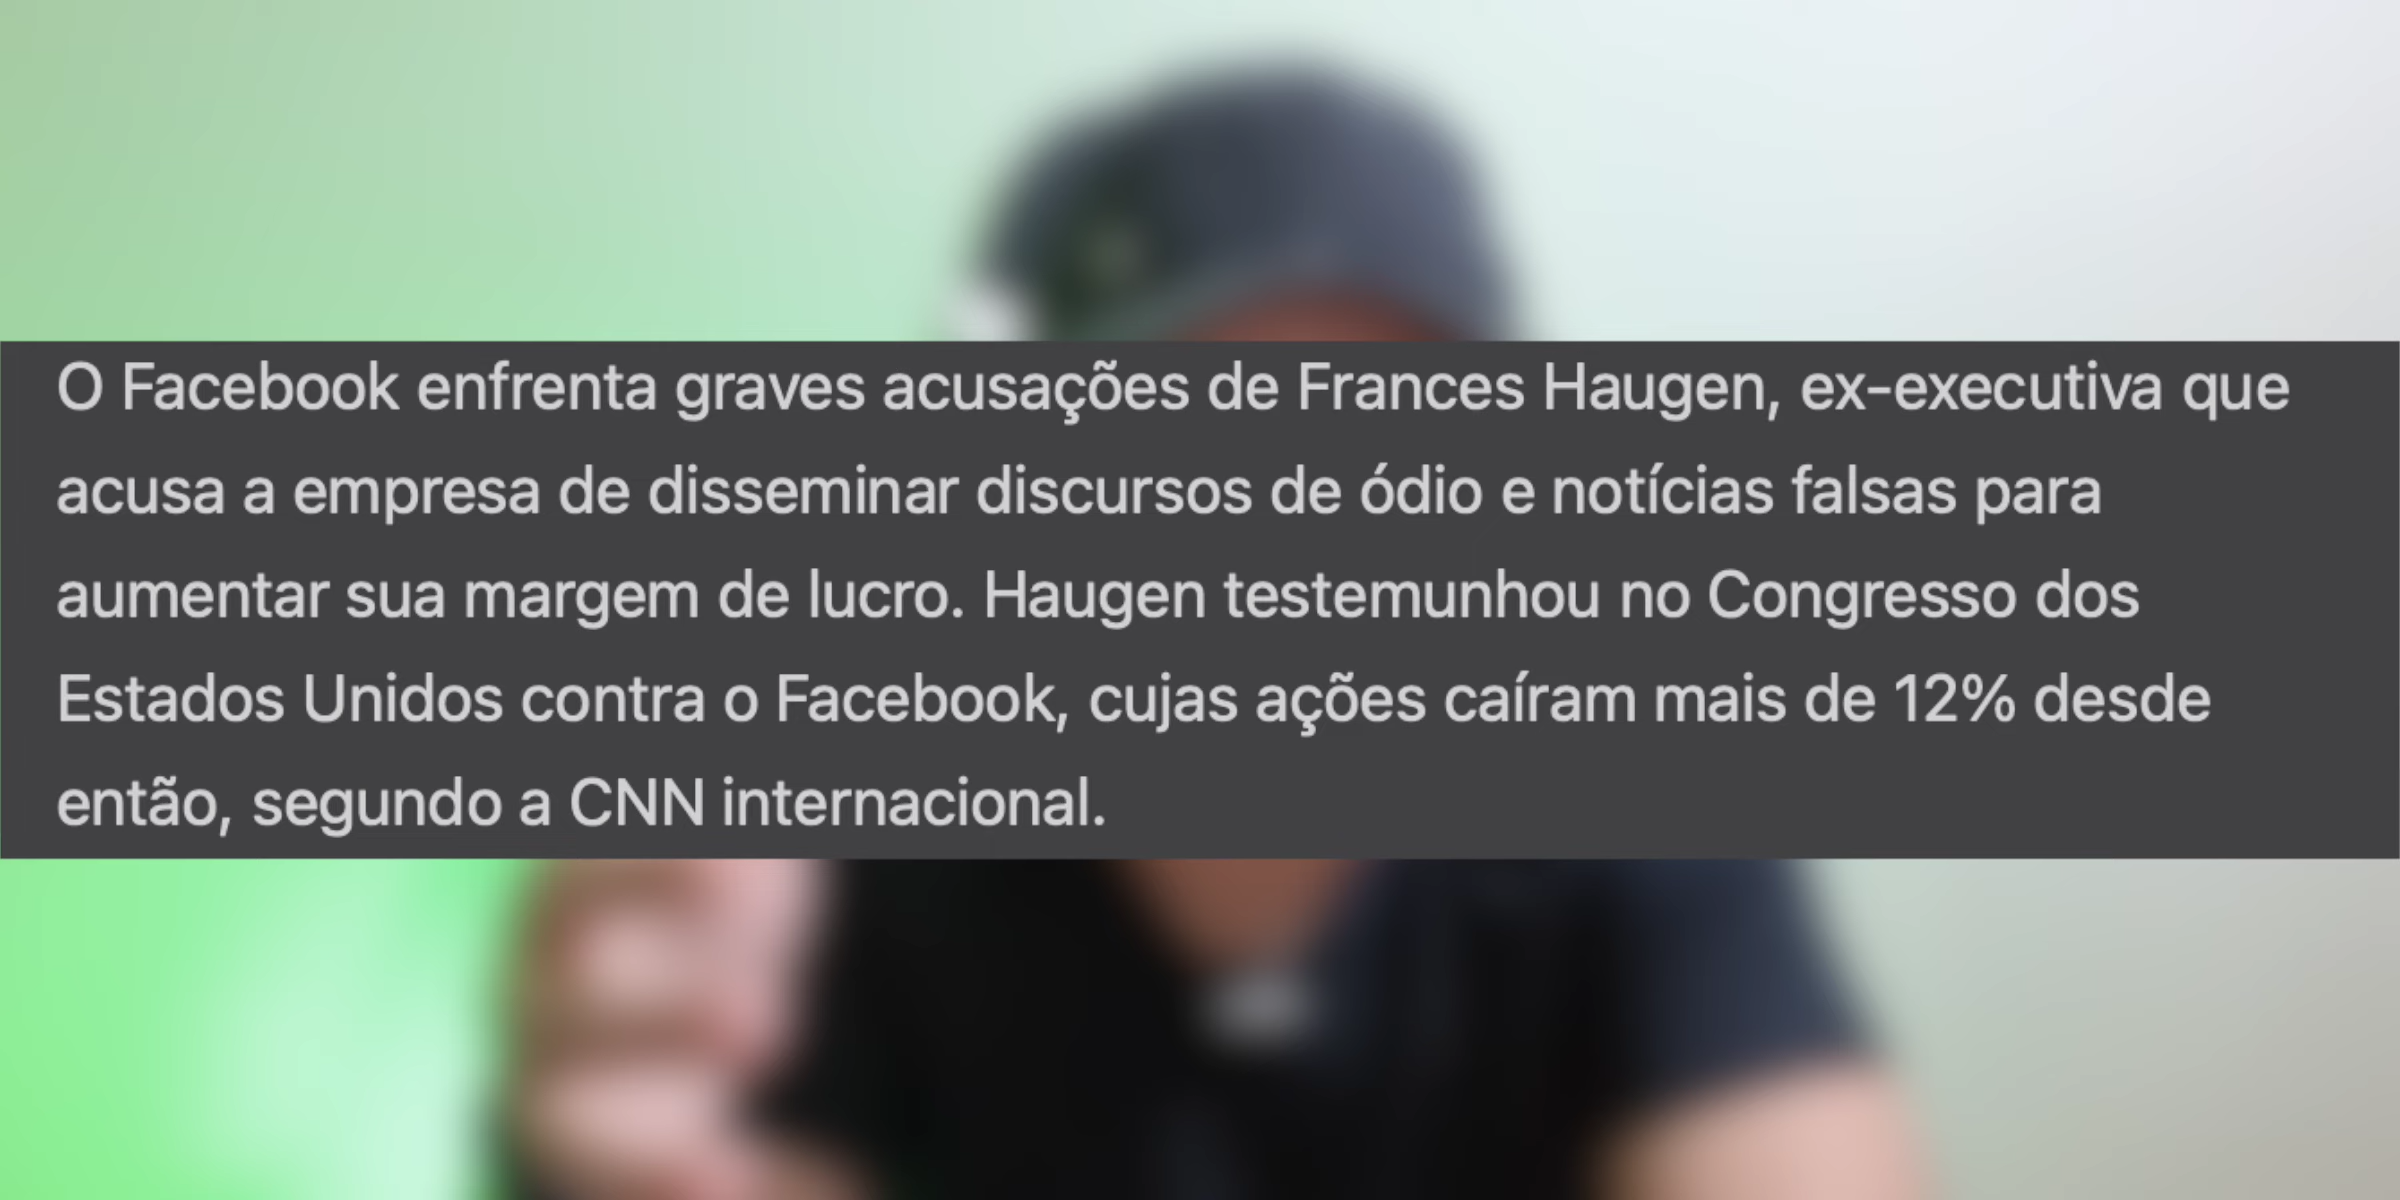 O Facebook enfrenta graves acusações de Frances Haugen, ex-executiva que
acusa a empresa de disseminar discursos de ódio e notícias falsas para
aumentar sua margem de lucro. Haugen testemunhou no Congresso dos
Estados Unidos contra o Facebook, cujas ações caíram mais de 12% desde
então, segundo a CNN internacional.